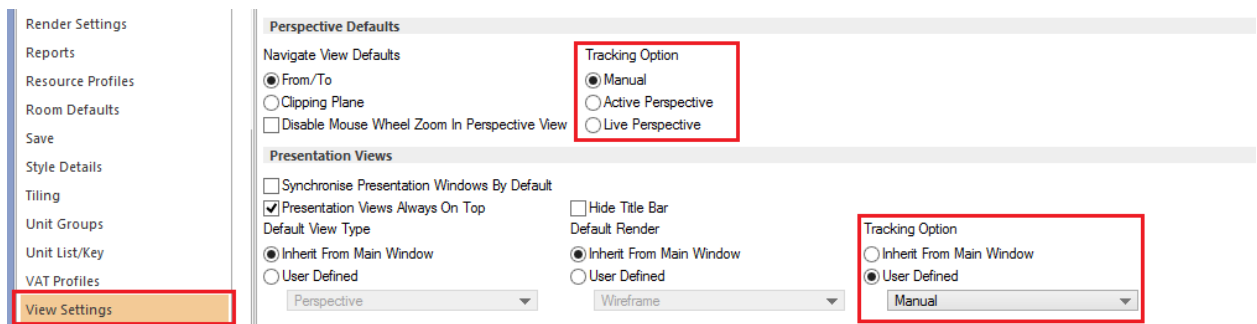 Render Settings
Reports
Resource Profiles
Room Defaults
Save
Style Details
Tiling
Unit Groups
Unit List/Key
VAT Profiles
View Settings
Perspective Defaults
Navigate View Defaults
From/To
Clipping Plane
Disable Mouse Wheel Zoom In Perspective View
Tracking Option
Manual
Active Perspective
Live Perspective
Presentation Views
Synchronise Presentation Windows By Default
Presentation Views Always On Top
Hide Title Bar
Default View Type
Inherit From Main Window
User Defined
Perspective
Default Render
Inherit From Main Window
User Defined
Wireframe
Tracking Option
Inherit From Main Window
User Defined
Manual